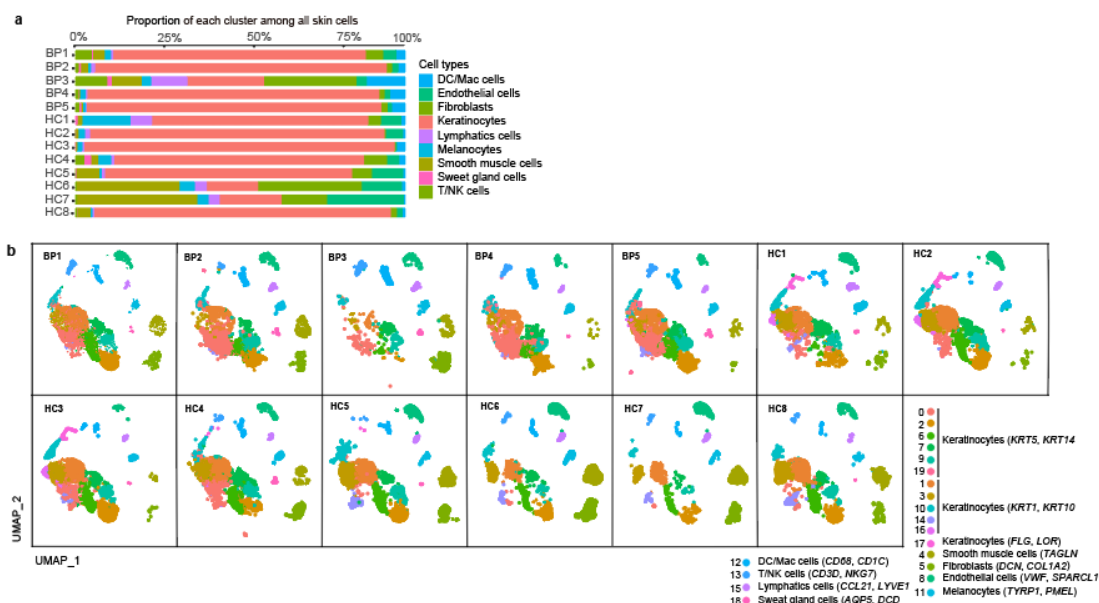 a
Proportion of each cluster among all skin cells
0% 25% 50% 75% 100%
BP1
BP2
BP3
BP4
BP5
HC1
HC2
HC3
HC4
HC5
HC6
HC7
HC8
Cell types
DC/Mac cells
Endothelial cells
Fibroblasts
Keratinocytes
Lymphatics cells
Melanocytes
Smooth muscle cells
Sweet gland cells
T/NK cells
b
BP1 BP2 BP3 BP4 BP5 HC1 HC2
HC3 HC4 HC5 HC6 HC7 HC8
UMAP_2
UMAP_1
0
2
6
7
9
19
Keratinocytes (KRT5, KRT14
1
3
10
14
16
Keratinocytes (KRT1, KRT10
17 Keratinocytes (FLG, LOR)
4 Smooth muscle cells (TAGLN
5 Fibroblasts (DCN, COL1A2)
8 Endothelial cells (VWF, SPARCL1
11 Melanocytes (TYRP1, PMEL)
12 DC/Mac cells (CD68, CD1C)
13 T/NK cells (CD3D, NKG7)
15 Lymphatics cells (CCL21, LYVE1
18 Sweat gland cells (AQP5, DCD